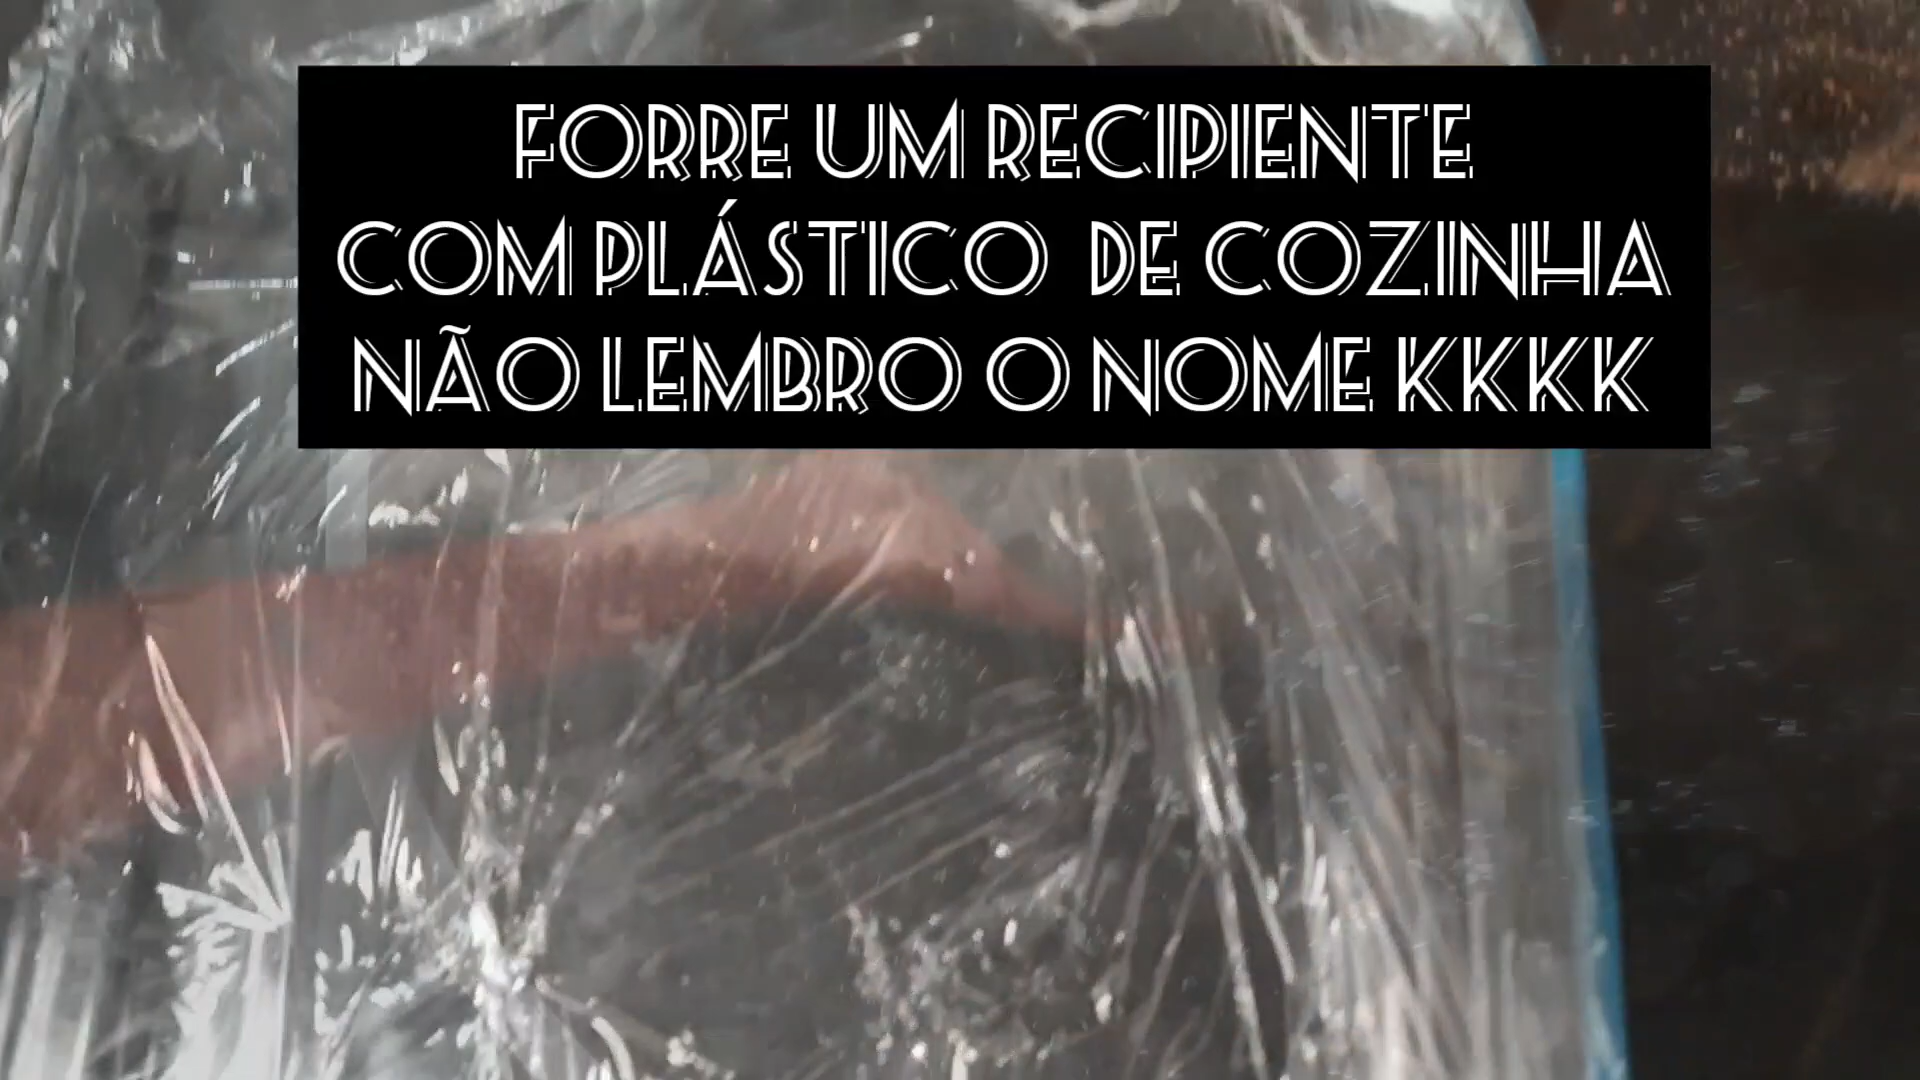 FORRE UM RECIPIENTE
COM PLÁSTICO DE COZINHA
NÃO LEMBRO O NOME KKKK